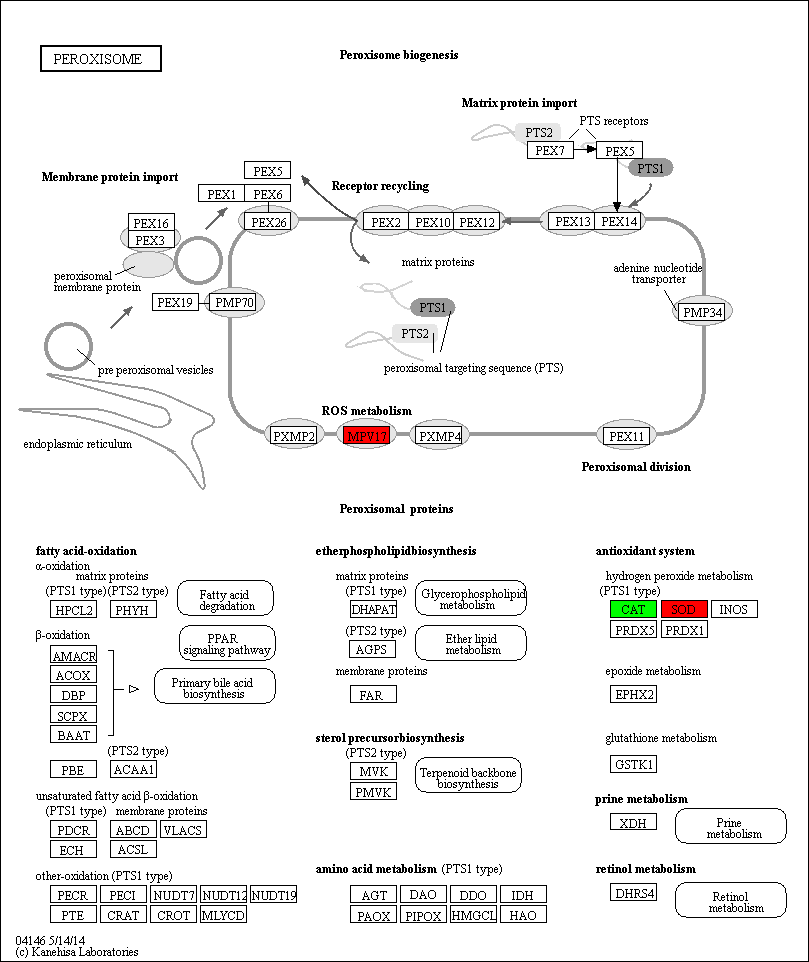 PEROXISOME
Peroxisome biogenesis
Matrix protein import
PTS2
PTS receptors
PEX7
PEX5
PTS1
Membrane protein import
PEX5
Receptor recycling
PEX1
PEX6
PEX16
PEX3
PEX26
PEX2
PEX10
PEX12
PEX13
PEX14
matrix proteins
adenine nucleotide
transporter
peroxisomal
membrane protein
PEX19
PMP70
PTS1
PMP34
PTS2
pre peroxisomal vesicles
peroxisomal targeting sequence (PTS)
ROS metabolism
endoplasmic reticulum
PXMP2
MPV17
PXMP4
PEX11
Peroxisomal division
Peroxisomal proteins
fatty acid-oxidation
α-oxidation
matrix proteins
(PTS1 type)
(PTS2 type)
HPCL2
PHYH
Fatty acid
degradation
β-oxidation
PPAR
signaling pathway
AMACR
ACOX
DBP
SCPX
BAAT
Primary bile acid
biosynthesis
(PTS2 type)
PBE
ACAA1
unsaturated fatty acid β-oxidation
(PTS1 type)
membrane proteins
PDCR
ABCD
VLACS
ECH
ACSL
other-oxidation (PTS1 type)
PECR
PECI
NUDT7
NUDT12
NUDT19
PTE
CRAT
CROT
MLYCD
etherphospholipidbiosynthesis
matrix proteins
(PTS1 type)
DHAPAT
Glycerophospholipid
metabolism
(PTS2 type)
AGPS
Ether lipid
metabolism
membrane proteins
FAR
sterol precursorbiosynthesis
(PTS2 type)
MVK
PMVK
Terpenoid backbone
biosynthesis
amino acid metabolism (PTS1 type)
AGT
DAO
DDO
IDH
PAOX
PIPOX
HMGCL
HAO
antioxidant system
hydrogen peroxide metabolism
(PTS1 type)
CAT
SOD
INOS
PRDX5
PRDX1
epoxide metabolism
EPHX2
glutathione metabolism
GSTK1
prine metabolism
XDH
Prine
metabolism
retinol metabolism
DHRS4
Retinol
metabolism
04146 5/14/14
(c) Kanehisa Laboratories